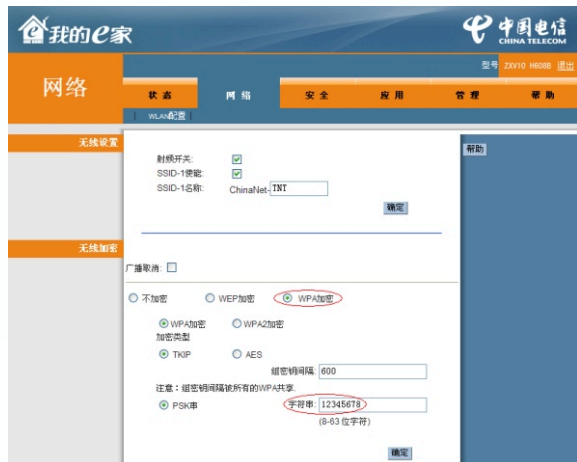 我的e家
中国电信
CHINA TELECOM
型号 ZXV10 H608B 退出
网络
状态 网络 安全 应用 管理 帮助
WLAN配置
无线设置
帮助
射频开关:
SSID-1使能:
SSID-1名称: ChinaNet-TNT
确定
无线加密
广播取消:
不加密 WEP加密 WPA加密
WPA加密 WPA2加密
加密类型
TKIP AES
组密钥间隔: 600
注意：组密钥间隔被所有的WPA共享.
PSK串 字符串: 12345678
(8-63 位字符)
确定